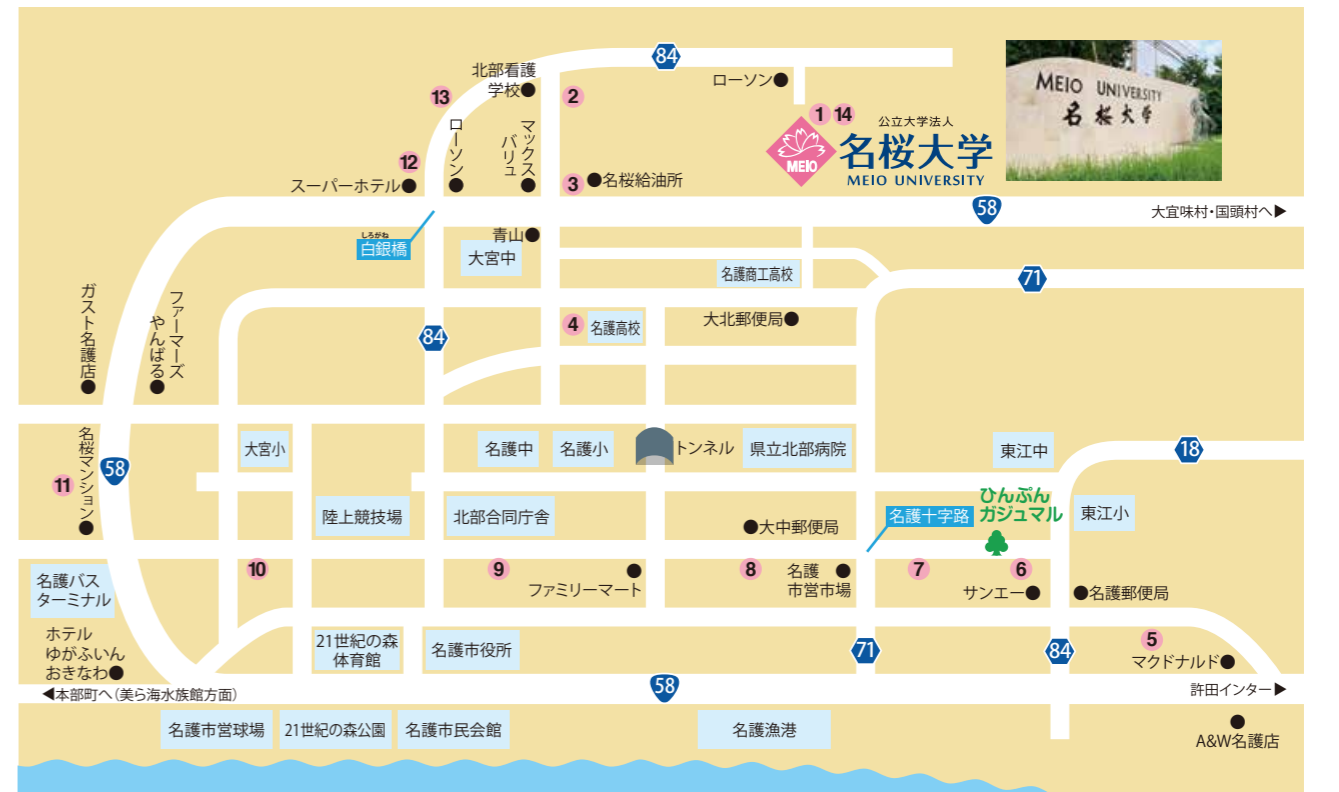 84
北部看護
学校
ローソン
13
2
MEIO UNIVERSITY
名桜大学
1
14
公立大学法人
名桜大学
MEIO UNIVERSITY
MEIO
ローソン
マックス
バリュ
12
スーパーホテル
3
名桜給油所
58
大宜味村・国頭村へ▶
しろがね
白銀橋
青山
大宮中
名護商工高校
71
ガスト名護店
ファーマーズ
やんばる
84
4
名護高校
大北郵便局
名桜マンション
11
58
大宮小
名護中
名護小
トンネル
県立北部病院
東江中
18
陸上競技場
北部合同庁舎
大中郵便局
名護十字路
ひんぷん
ガジュマル
東江小
名護バス
ターミナル
10
9
ファミリーマート
8
名護
市営市場
7
6
サンエー
名護郵便局
ホテル
ゆがふいん
おきなわ
21世紀の森
体育館
名護市役所
71
84
5
マクドナルド
◀本部町へ(美ら海水族館方面)
58
許田インター▶
名護市営球場
21世紀の森公園
名護市民会館
名護漁港
A&W名護店